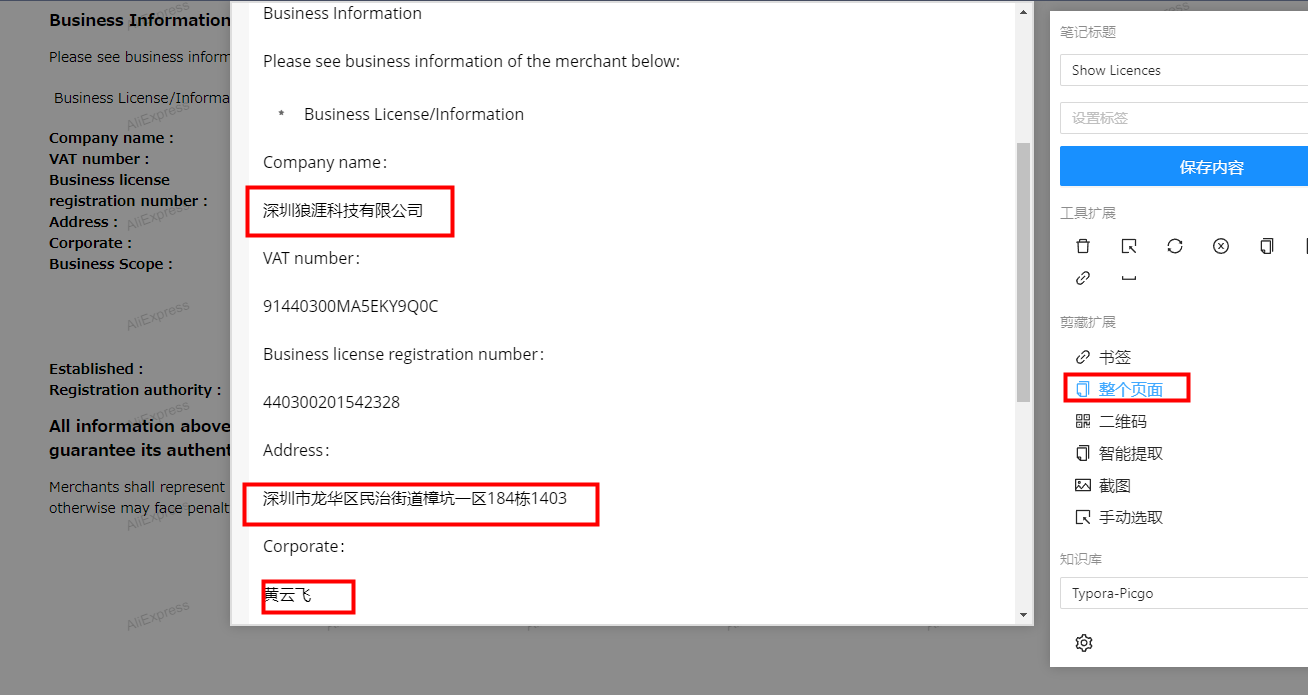 Business Information
Please see business inform
Business License/Informa
Company name :
VAT number :
Business license
registration number :
Address :
Corporate :
Business Scope :
Established :
Registration authority :
All information above
guarantee its authent
Merchants shall represent
otherwise may face penalt
AliExpress
AliExpress
AliExpress
AliExpress
AliExpress
AliExpress
Business Information
Please see business information of the merchant below:
* Business License/Information
Company name:
深圳狼涯科技有限公司
VAT number:
91440300MA5EKY9Q0C
Business license registration number:
440300201542328
Address:
深圳市龙华区民治街道樟坑一区184栋1403
Corporate:
黄云飞
笔记标题
Show Licences
设置标签
保存内容
工具扩展
剪藏扩展
书签
整个页面
二维码
智能提取
截图
手动选取
知识库
Typora-Picgo